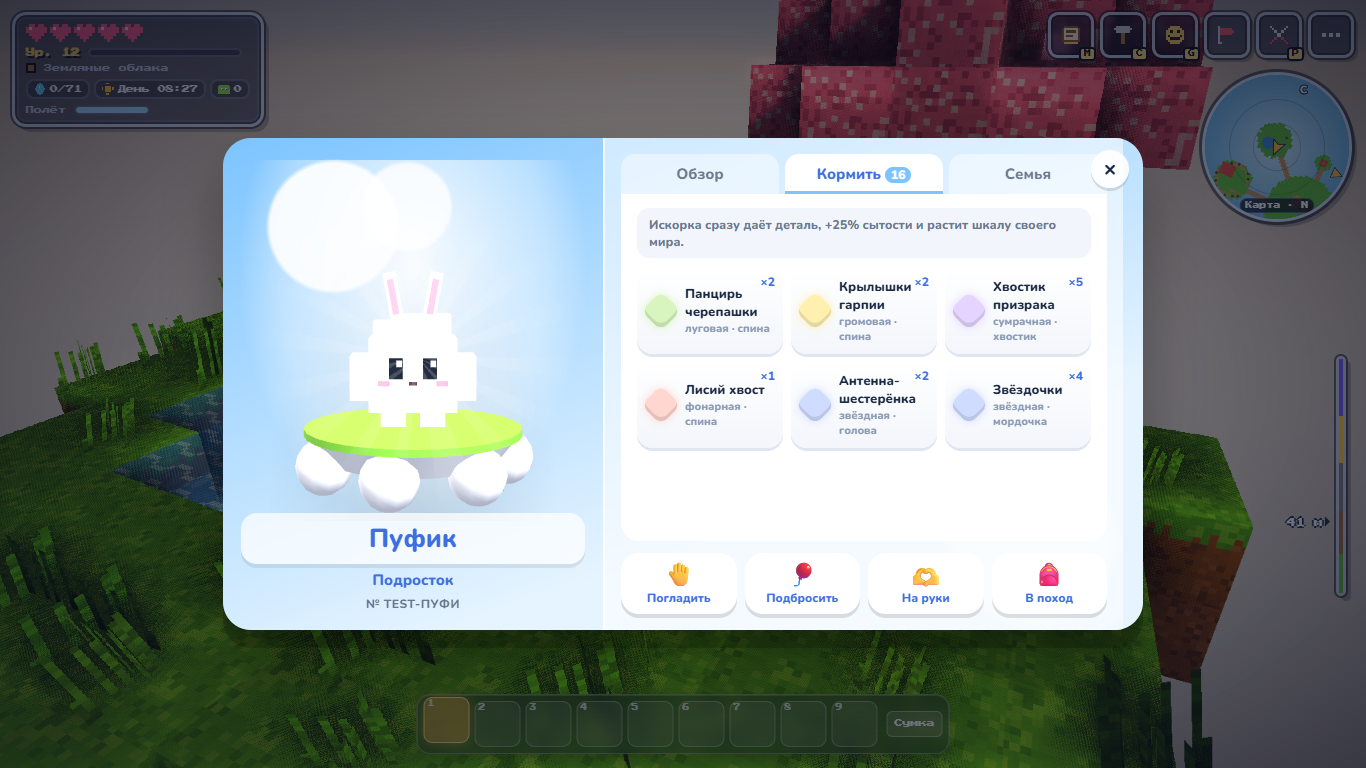 Ур. 12
Земляные облака
0/71
День 08:27
0
Полёт
H
C
G
P
С
Карта - M
Обзор
Кормить 16
Семья
×
Искорка сразу даёт деталь, +25% сытости и растит шкалу своего
мира.
×2
Панцирь
черепашки
луговая · спина
×2
Крылышки
гарпии
громовая ·
спина
×5
Хвостик
призрака
сумрачная ·
хвостик
×1
Лисий хвост
фонарная ·
спина
×2
Антенна-
шестерёнка
звёздная ·
голова
×4
Звёздочки
звёздная ·
мордочка
Пуфик
Подросток
№ TEST-ПУФИ
Погладить
Подбросить
На руки
В поход
41 м
1
2
3
4
5
6
7
8
9
Сумка